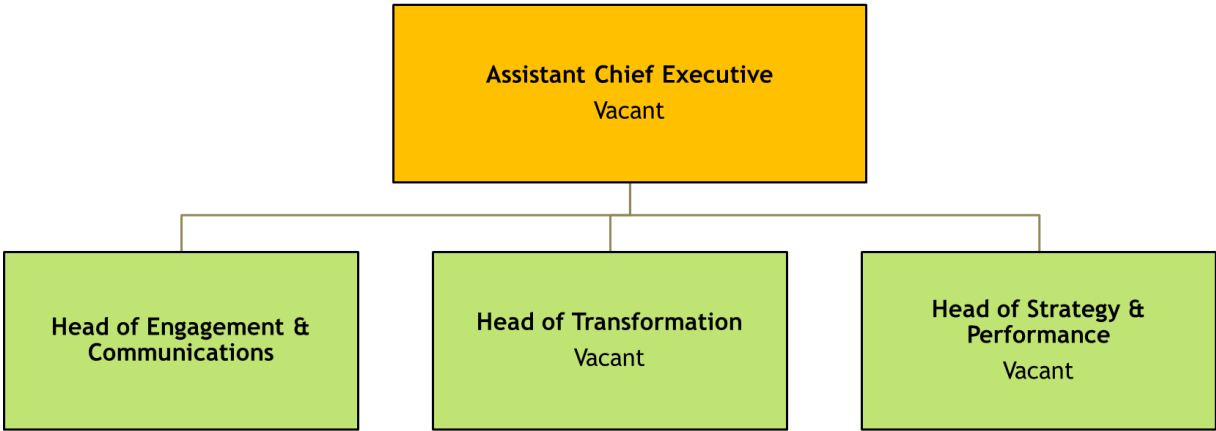 Assistant Chief Executive
Vacant
Head of Engagement &
Communications
Head of Transformation
Vacant
Head of Strategy &
Performance
Vacant